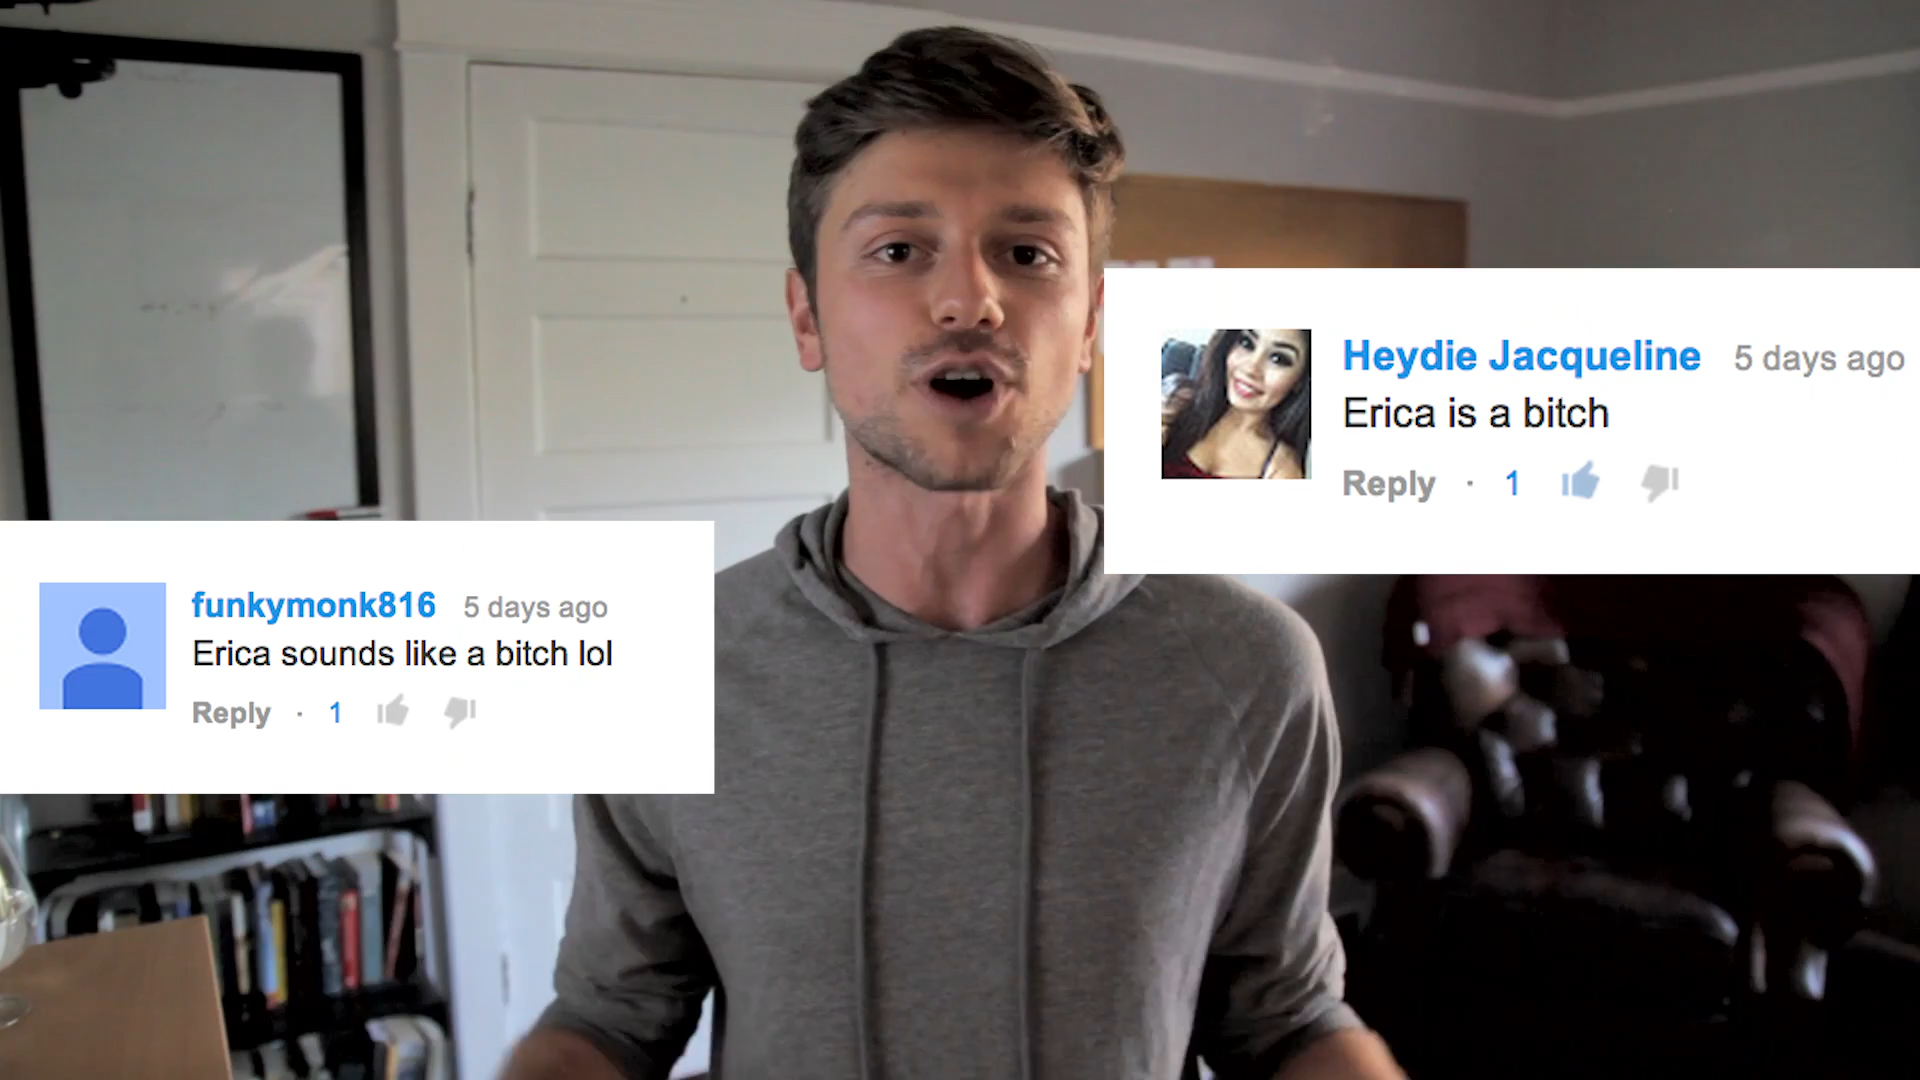 Heydie Jacqueline 5 days ago
Erica is a bitch
Reply · 1
funkymonk816 5 days ago
Erica sounds like a bitch lol
Reply · 1